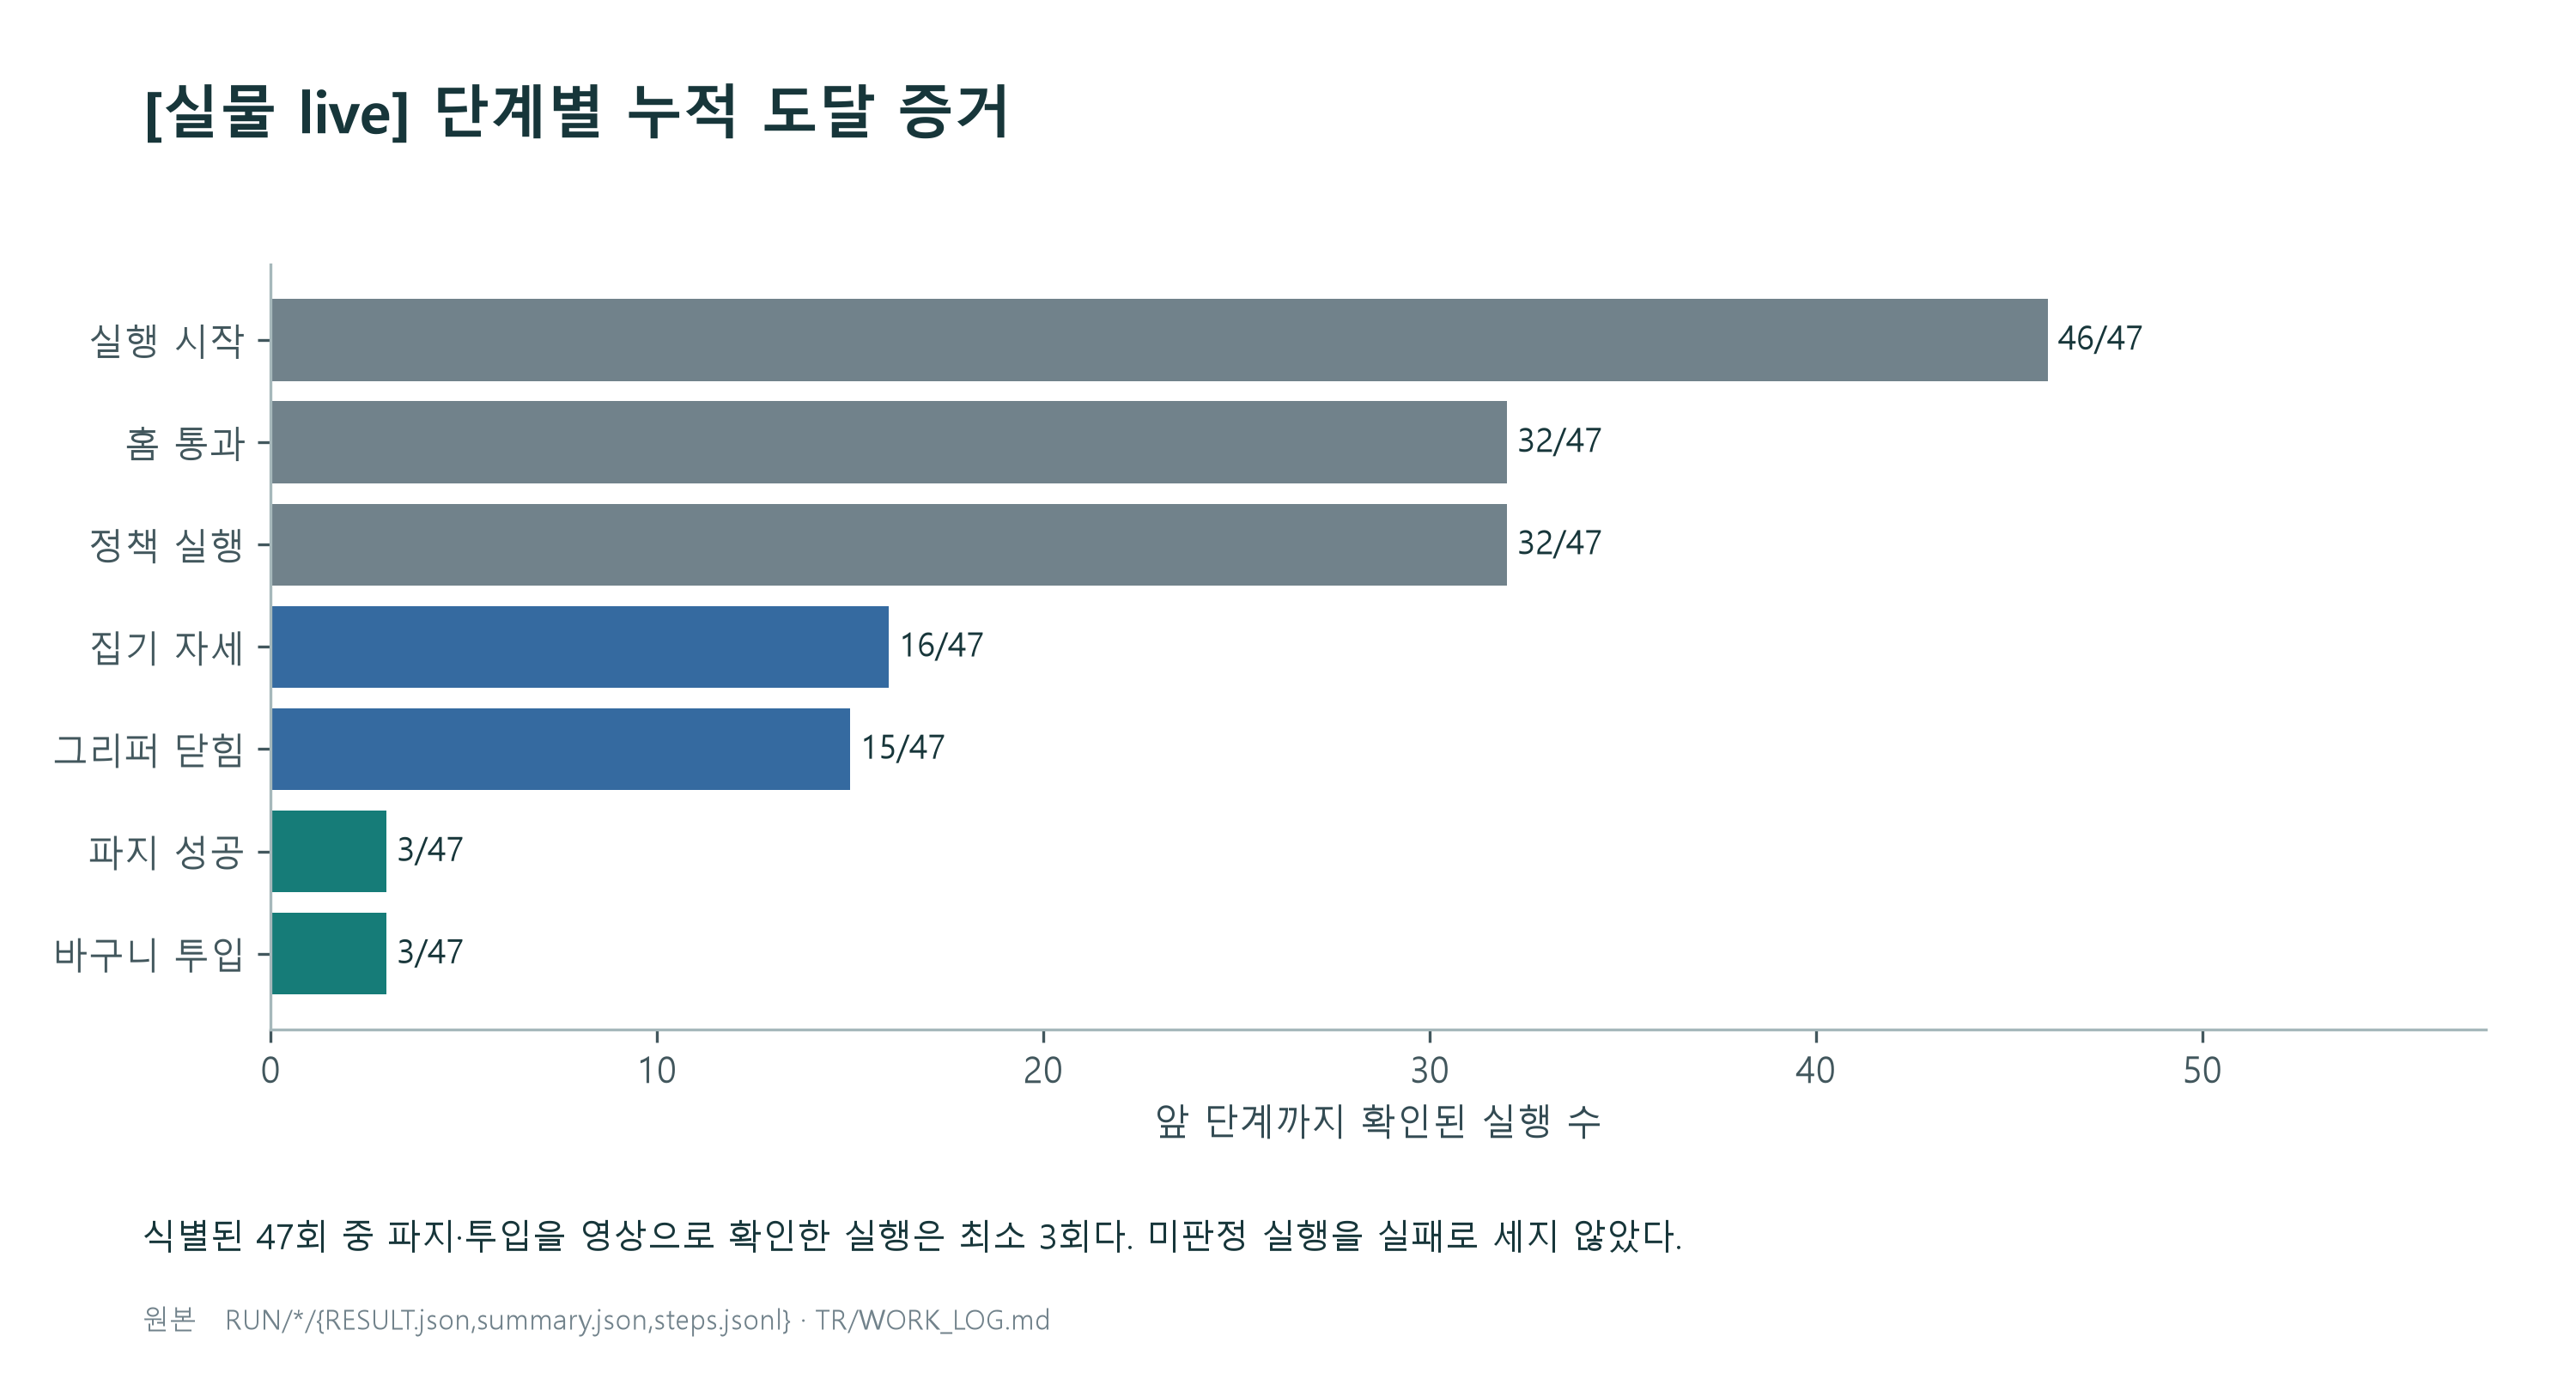 [실물 live] 단계별 누적 도달 증거
실행 시작 46/47
홈 통과 32/47
정책 실행 32/47
집기 자세 16/47
그리퍼 닫힘 15/47
파지 성공 3/47
바구니 투입 3/47
0 10 20 30 40 50
앞 단계까지 확인된 실행 수
식별된 47회 중 파지·투입을 영상으로 확인한 실행은 최소 3회다. 미판정 실행을 실패로 세지 않았다.
원본 RUN/*/{RESULT.json,summary.json,steps.jsonl} · TR/WORK_LOG.md